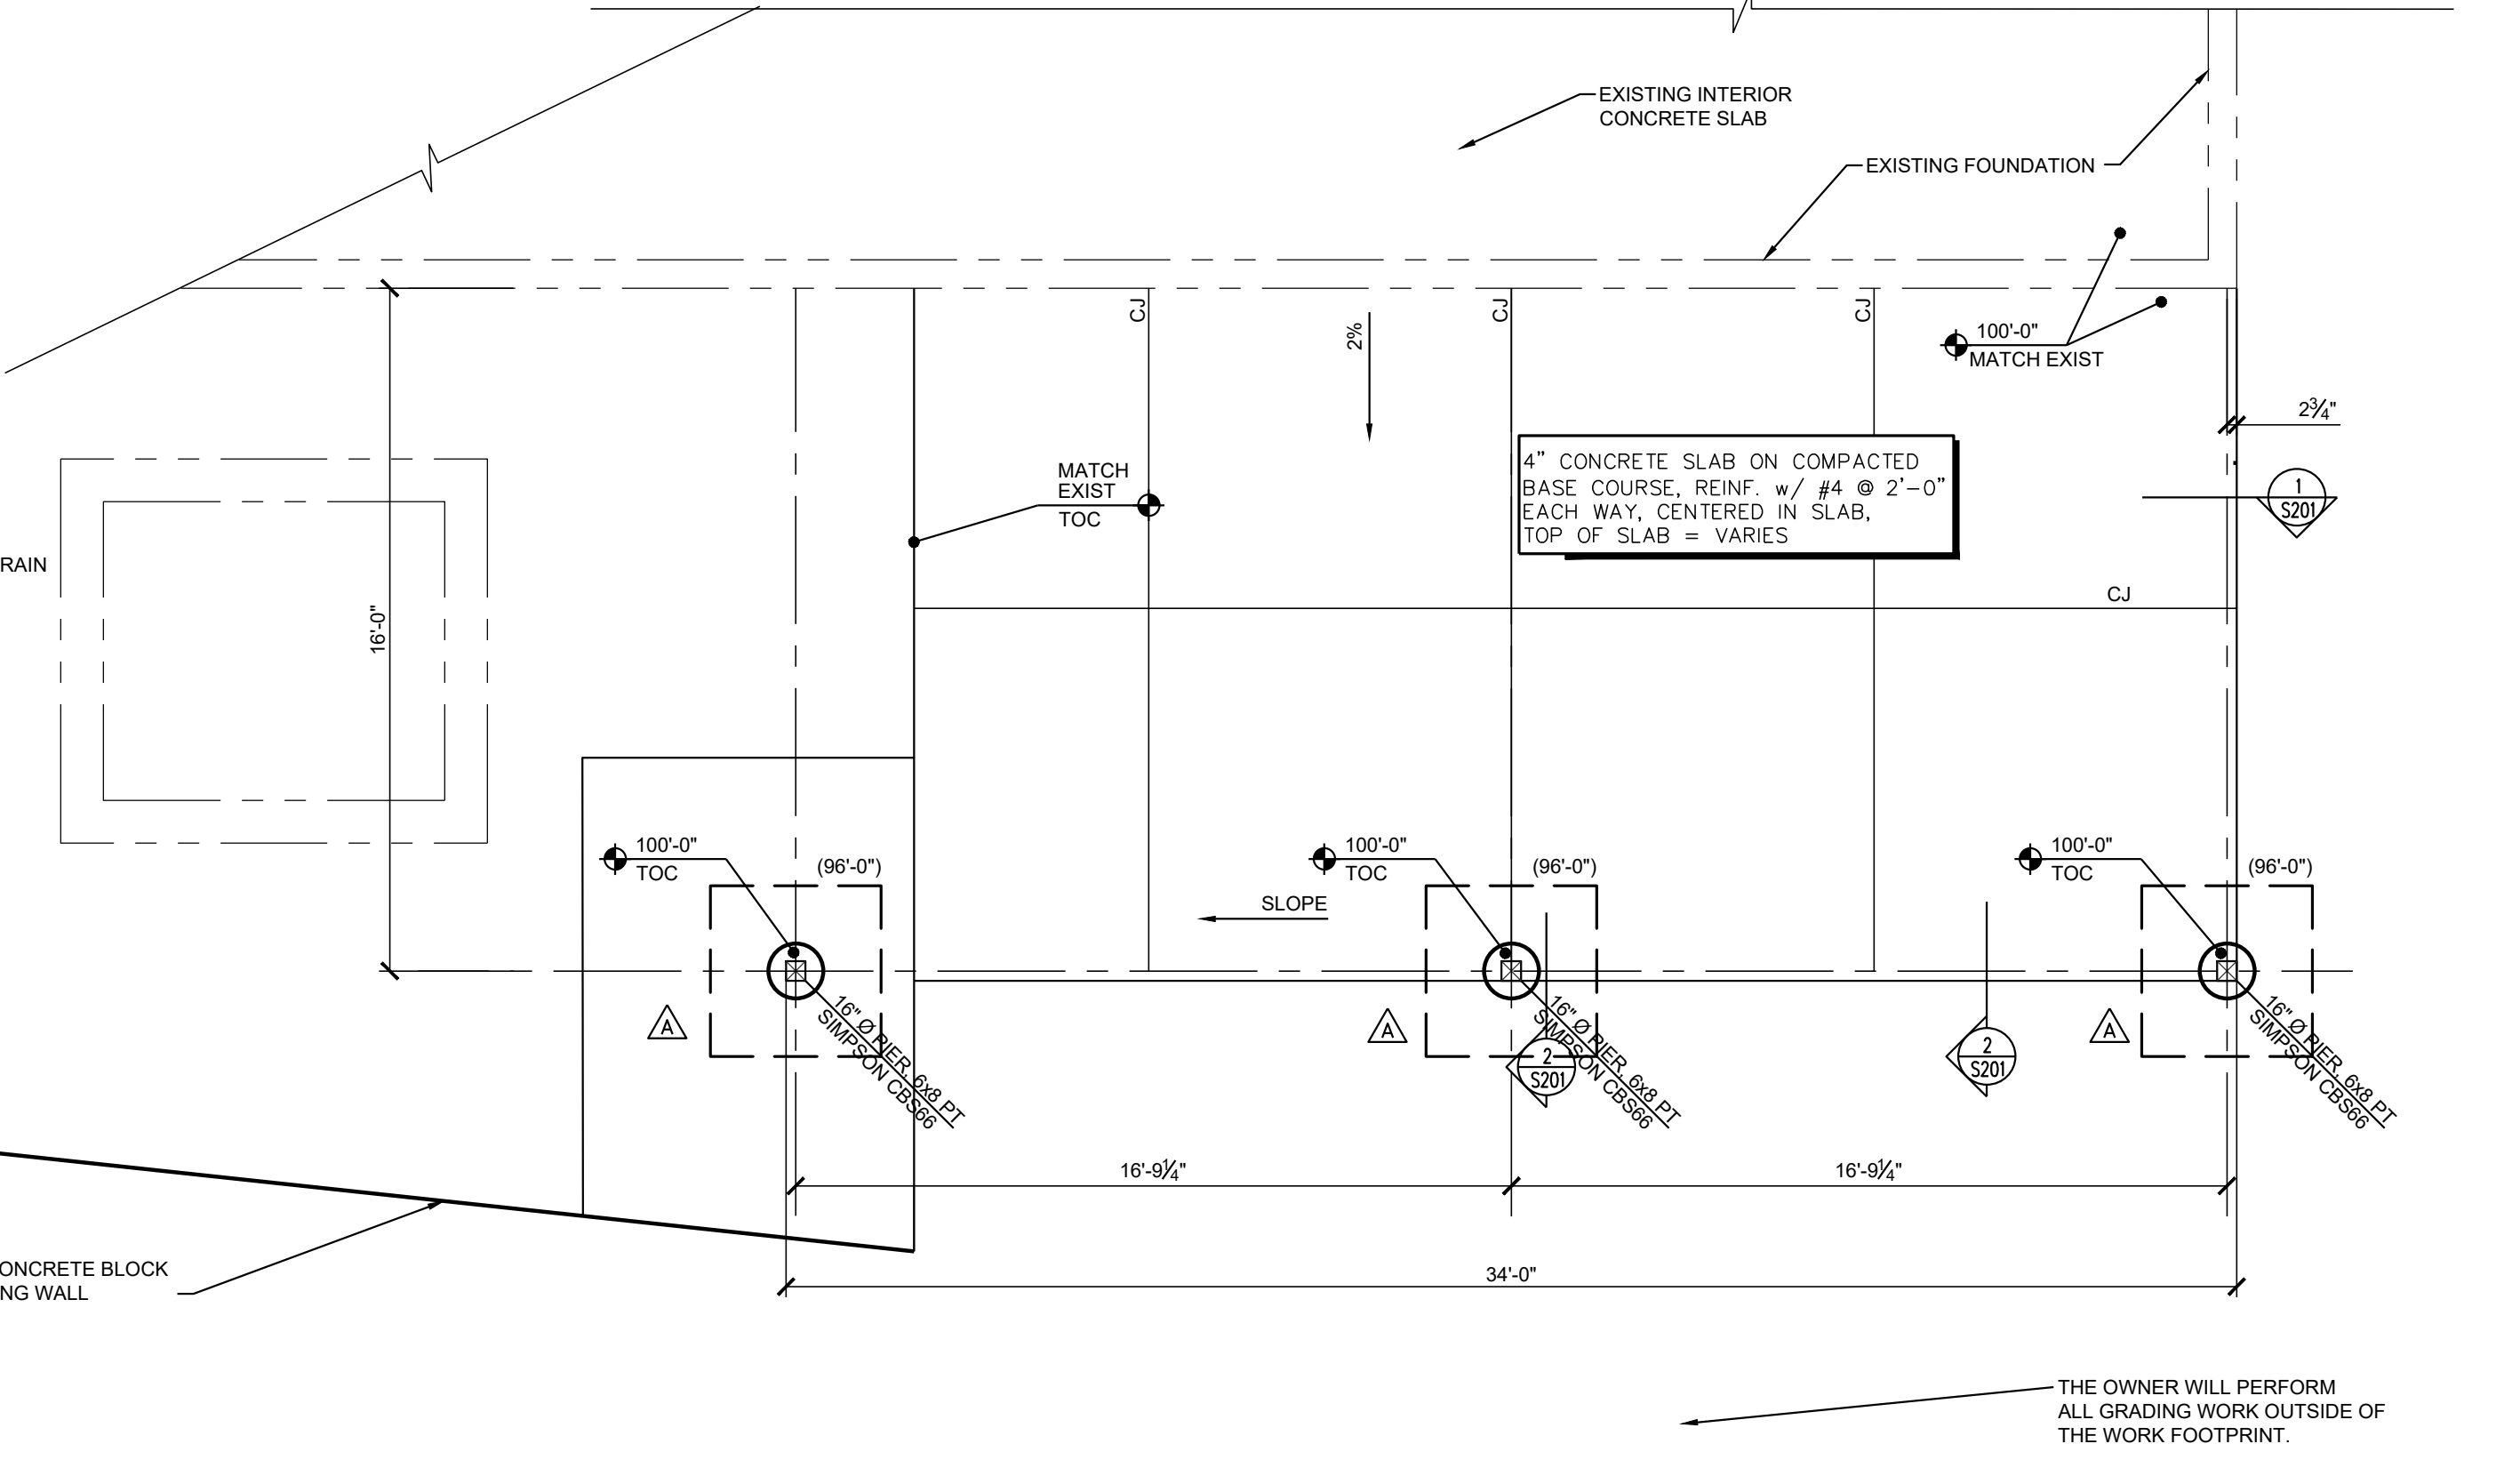 EXISTING INTERIOR
CONCRETE SLAB
EXISTING FOUNDATION
CJ
CJ
CJ
2%
100'-0"
MATCH EXIST
2¾"
4" CONCRETE SLAB ON COMPACTED
BASE COURSE, REINF. w/ #4 @ 2'-0"
EACH WAY, CENTERED IN SLAB,
TOP OF SLAB = VARIES
MATCH
EXIST
TOC
1
S201
RAIN
16'-0"
CJ
100'-0"
TOC
(96'-0")
100'-0"
TOC
(96'-0")
100'-0"
TOC
(96'-0")
SLOPE
A
16" Ø PIER, 6x8 PT
SIMPSON CBS66
A
16" Ø PIER, 6x8 PT
SIMPSON CBS66
2
S201
2
S201
A
16" Ø PIER, 6x8 PT
SIMPSON CBS66
16'-9¼"
16'-9¼"
ONCRETE BLOCK
NG WALL
34'-0"
THE OWNER WILL PERFORM
ALL GRADING WORK OUTSIDE OF
THE WORK FOOTPRINT.